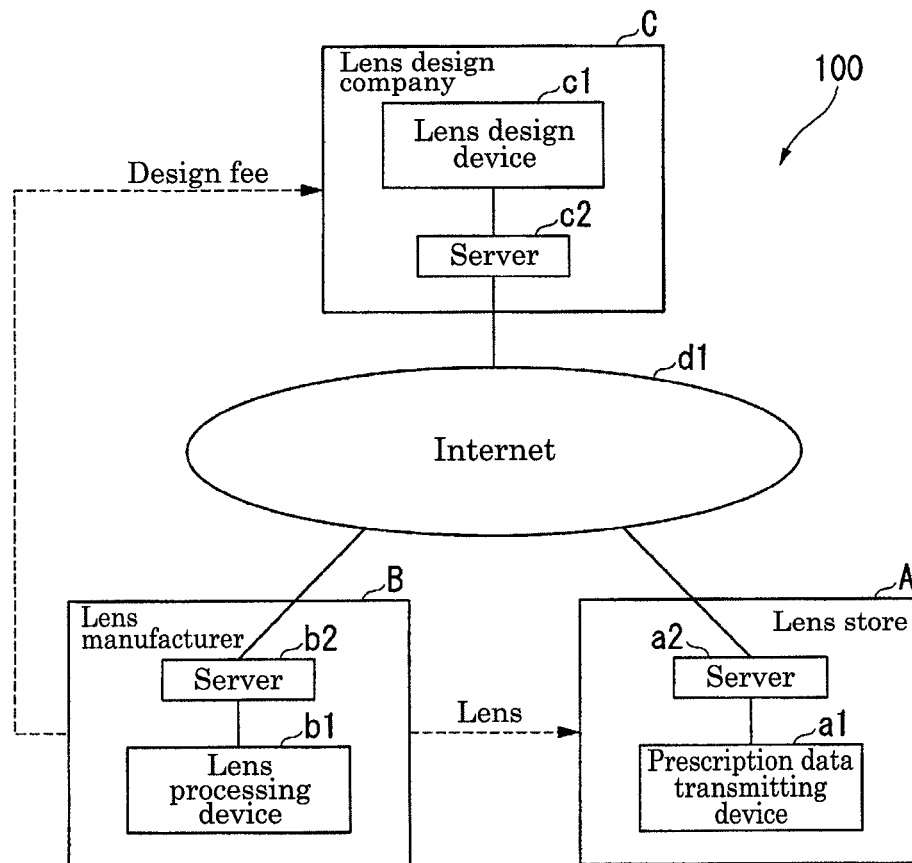 C
Lens design
company
c1
100
Lens design
device
Design fee
c2
Server
d1
Internet
B
A
Lens
manufacturer
b2
Server
Lens store
a2
Server
b1
Lens
a1
Lens
processing
device
Prescription data
transmitting
device